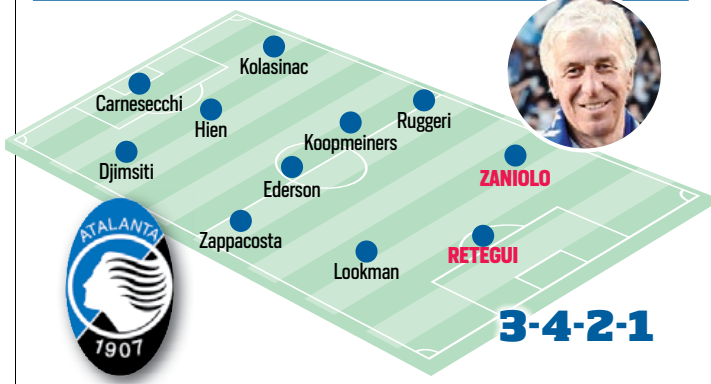 Kolasinac
Carnesecchi
Hien
Ruggeri
Koopmeiners
Djimsiti
Ederson
ZANIOLO
Zappacosta
Lookman
RETEGUI
ATALANTA
1907
3-4-2-1